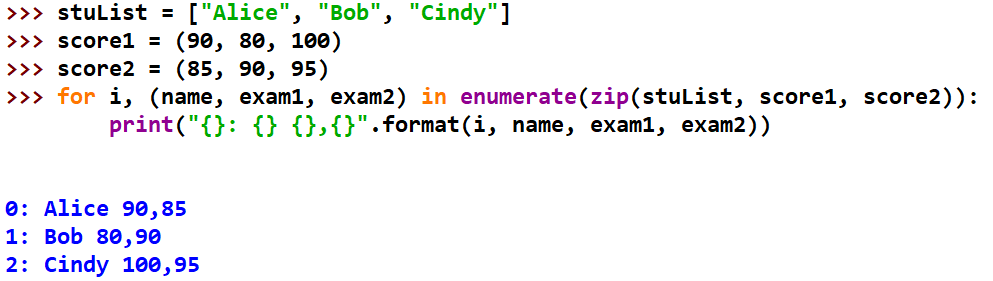 >>> stuList = ["Alice", "Bob", "Cindy"]
>>> score1 = (90, 80, 100)
>>> score2 = (85, 90, 95)
>>> for i, (name, exam1, exam2) in enumerate(zip(stuList, score1, score2)):
        print("{}: {} {},{}".format(i, name, exam1, exam2))
0: Alice 90,85
1: Bob 80,90
2: Cindy 100,95